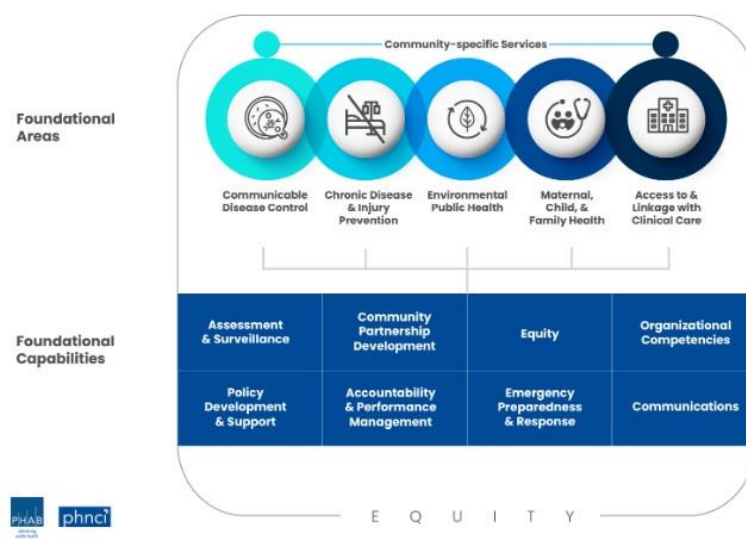 Community-specific Services
Foundational
Areas
Communicable
Disease Control
Chronic Disease
& Injury
Prevention
Environmental
Public Health
Maternal,
Child, &
Family Health
Access to &
Linkage with
Clinical Care
Foundational
Capabilities
Assessment
& Surveillance
Community
Partnership
Development
Equity
Organizational
Competencies
Policy
Development
& Support
Accountability
& Performance
Management
Emergency
Preparedness
& Response
Communications
PHAB
phnci
E Q U I T Y